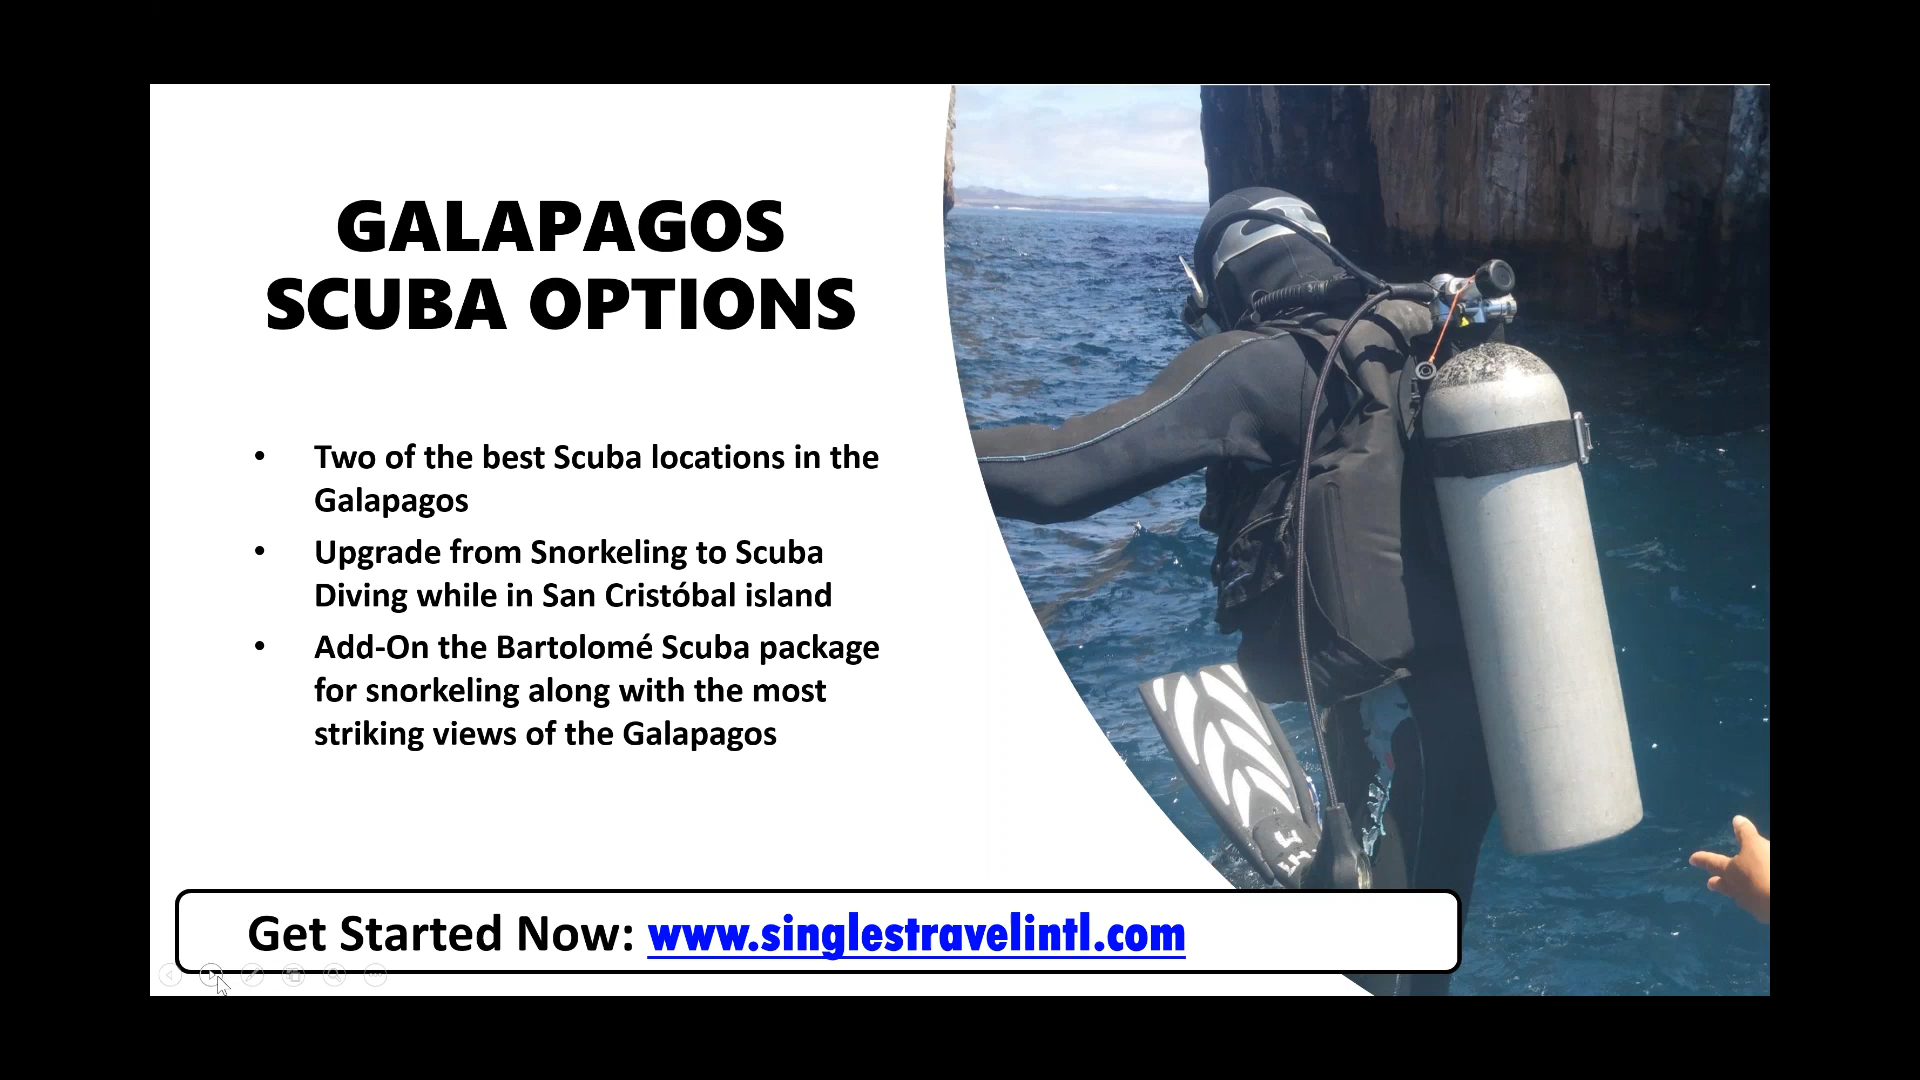 GALAPAGOS
SCUBA OPTIONS
• Two of the best Scuba locations in the
Galapagos
• Upgrade from Snorkeling to Scuba
Diving while in San Cristóbal island
• Add-On the Bartolomé Scuba package
for snorkeling along with the most
striking views of the Galapagos
Get Started Now: www.singlestravelintl.com